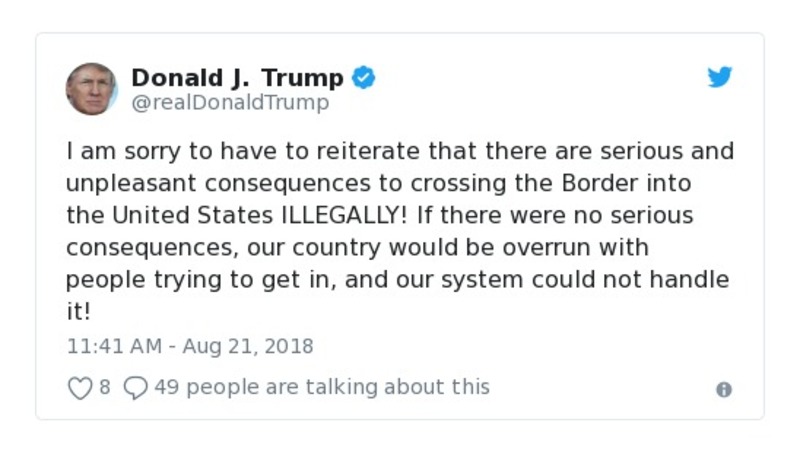 Donald J. Trump
@realDonaldTrump
I am sorry to have to reiterate that there are serious and
unpleasant consequences to crossing the Border into
the United States ILLEGALLY! If there were no serious
consequences, our country would be overrun with
people trying to get in, and our system could not handle
it!
11:41 AM - Aug 21, 2018
8 49 people are talking about this